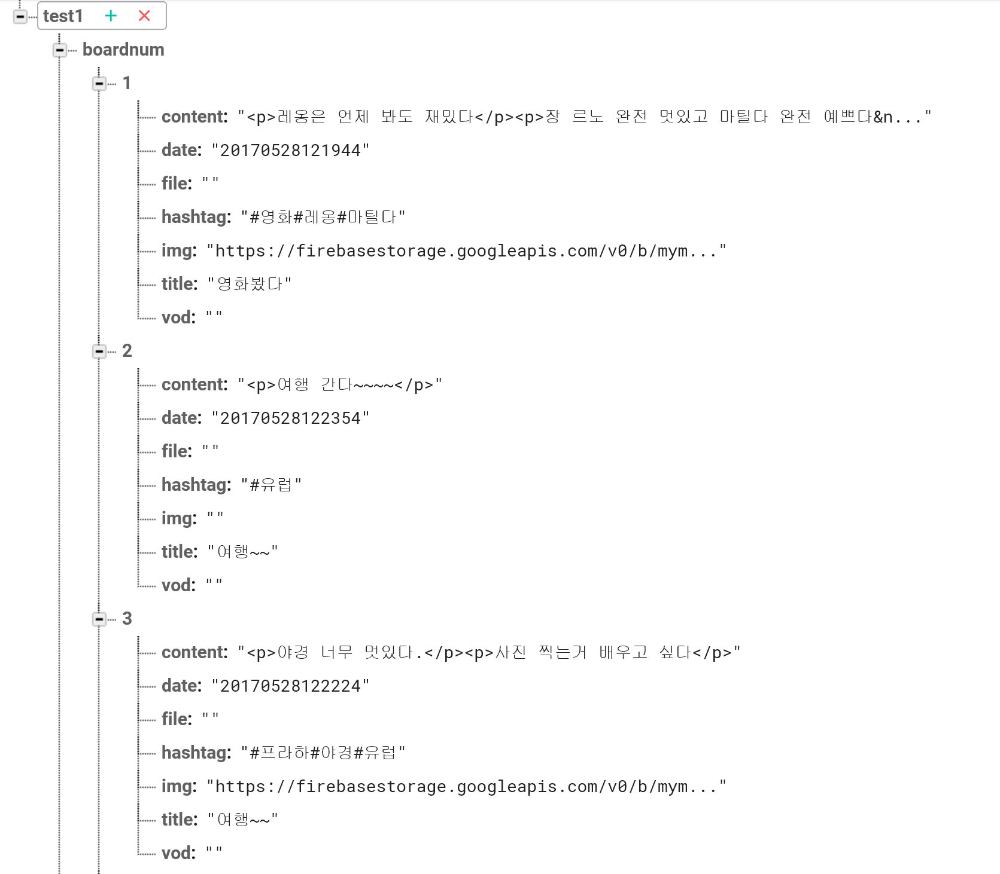 test1 + ×
boardnum
1
content: "<p>레옹은 언제 봐도 재밌다</p><p>장 르노 완전 멋있고 마틸다 완전 예쁘다&n..."
date: "20170528121944"
file: ""
hashtag: "#영화#레옹#마틸다"
img: "https://firebasestorage.googleapis.com/v0/b/mym..."
title: "영화봤다"
vod: ""
2
content: "<p>여행 간다~~~~</p>"
date: "20170528122354"
file: ""
hashtag: "#유럽"
img: ""
title: "여행~~"
vod: ""
3
content: "<p>야경 너무 멋있다.</p><p>사진 찍는거 배우고 싶다</p>"
date: "20170528122224"
file: ""
hashtag: "#프라하#야경#유럽"
img: "https://firebasestorage.googleapis.com/v0/b/mym..."
title: "여행~~"
vod: ""